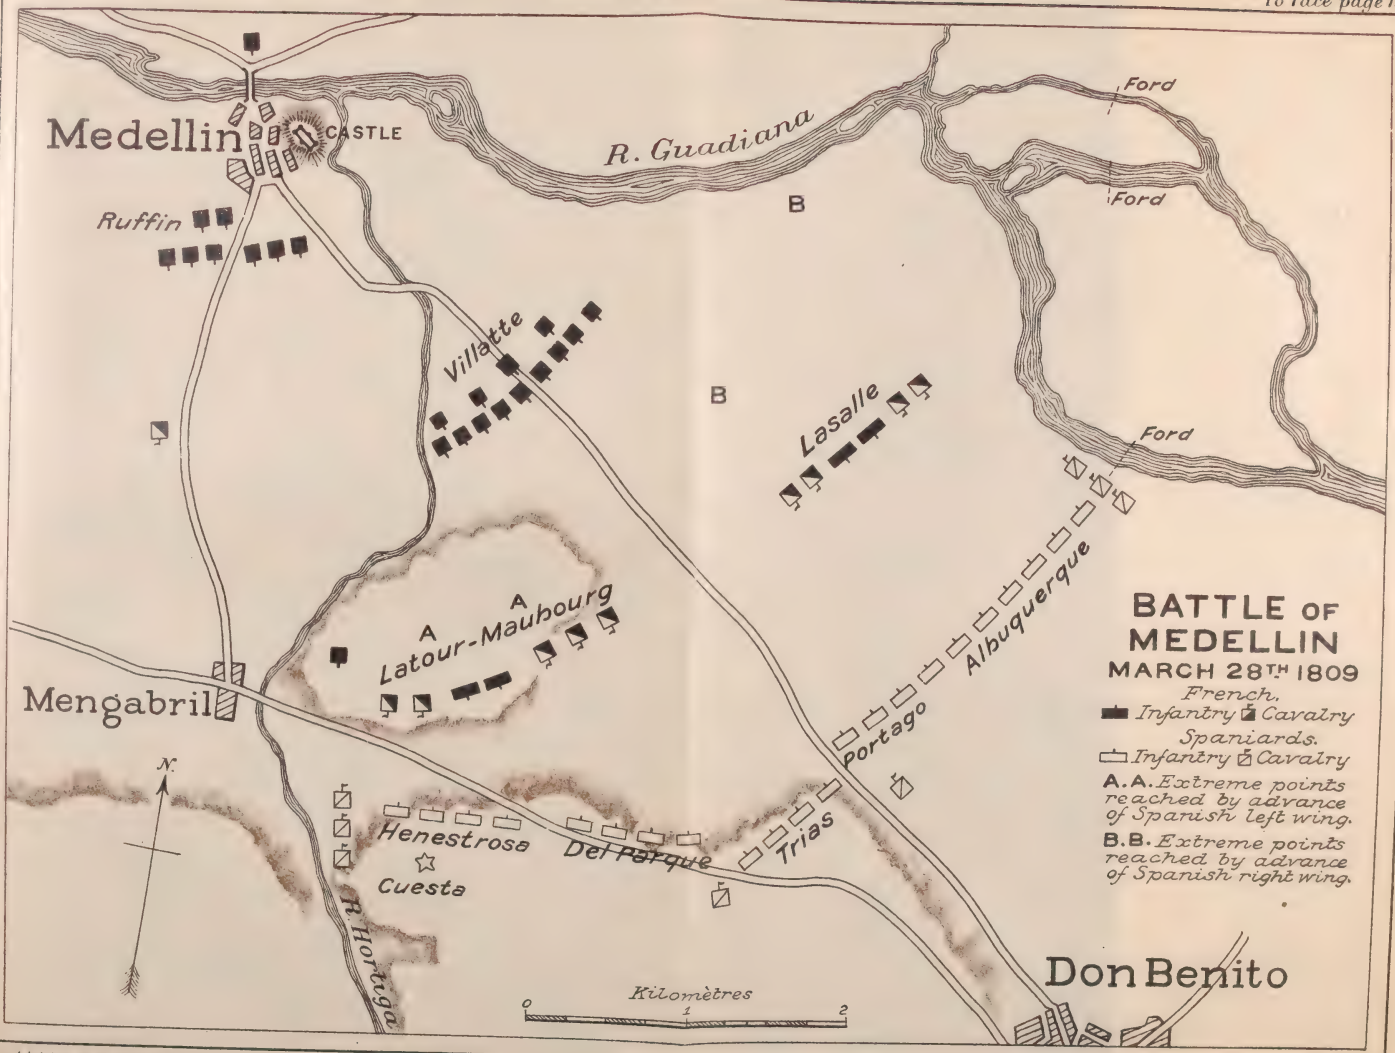 To face page
Ford
Medellin
CASTLE
R. Guadiana
Ford
B
Ruffin
Villatte
B
Lasalle
Ford
A
A
Latour-Maubourg
Albuquerque
BATTLE OF
MEDELLIN
MARCH 28TH 1809
French.
Infantry Cavalry
Spaniards.
Infantry Cavalry
A.A. Extreme points
reached by advance
of Spanish left wing.
B.B. Extreme points
reached by advance
of Spanish right wing.
Mengabril
Portago
N.
Henestrosa
Del Parque
Trias
Cuesta
R. Hortiga
Don Benito
Kilomètres
0 1 2